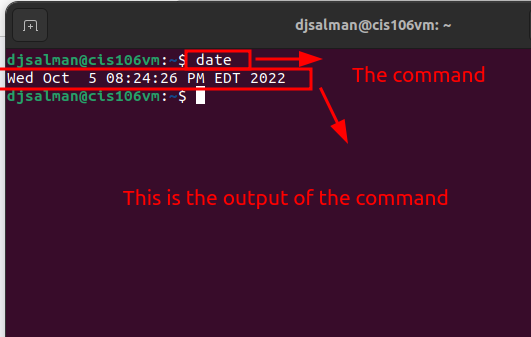 djsalman@cis106vm: ~
djsalman@cis106vm:~$ date
The command
Wed Oct  5 08:24:26 PM EDT 2022
djsalman@cis106vm:~$
This is the output of the command